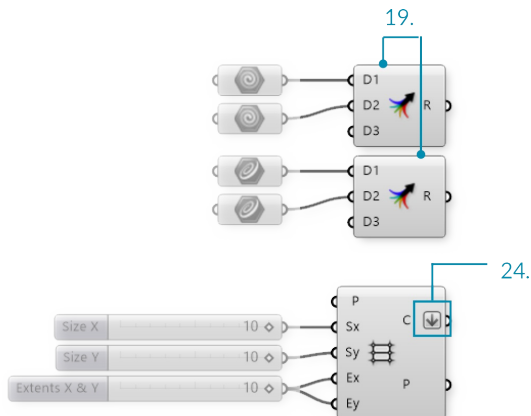 19.
D1
D2 R
D3
D1
D2 R
D3
24.
P
C
Size X 10 Sx
Size Y 10 Sy
Extents X & Y 10 Ex
P
Ey